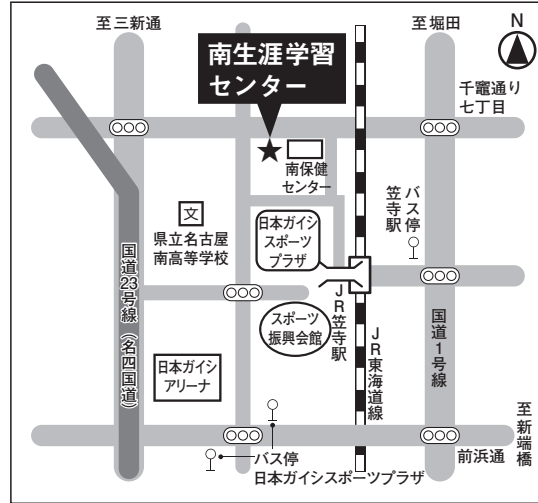 至三新通
至堀田
N
南生涯学習
センター
千竈通り
七丁目
南保健
センター
バス停
笠寺駅
文
県立名古屋
南高等学校
日本ガイシ
スポーツ
プラザ
国道23号線(名四国道)
JR笠寺駅
スポーツ
振興会館
JR東海道線
国道1号線
日本ガイシ
アリーナ
至新端橋
前浜通
バス停
日本ガイシスポーツプラザ